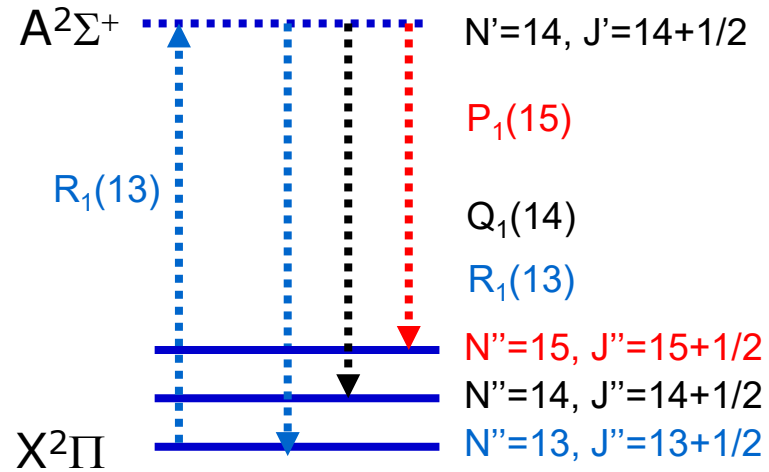 A²Σ⁺
N'=14, J'=14+1/2
P₁(15)
R₁(13)
Q₁(14)
R₁(13)
N''=15, J''=15+1/2
N''=14, J''=14+1/2
X²Π
N''=13, J''=13+1/2